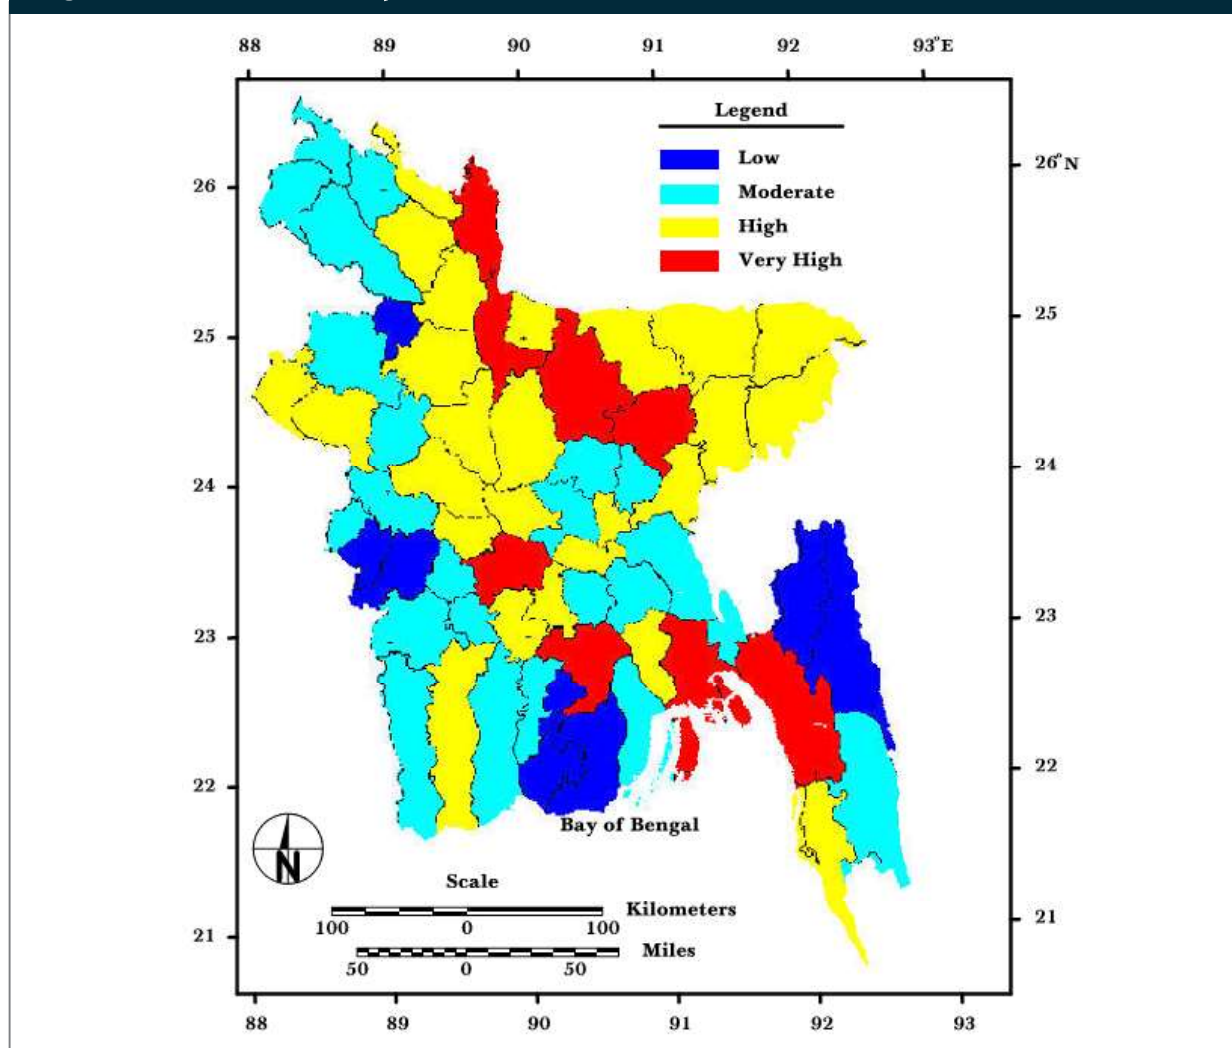 88 89 90 91 92 93°E
Legend
Low
Moderate
High
Very High
26 26°N
25 25
24 24
23 23
22 22
Bay of Bengal
N
Scale
Kilometers
100 0 100
21 21
Miles
50 0 50
88 89 90 91 92 93